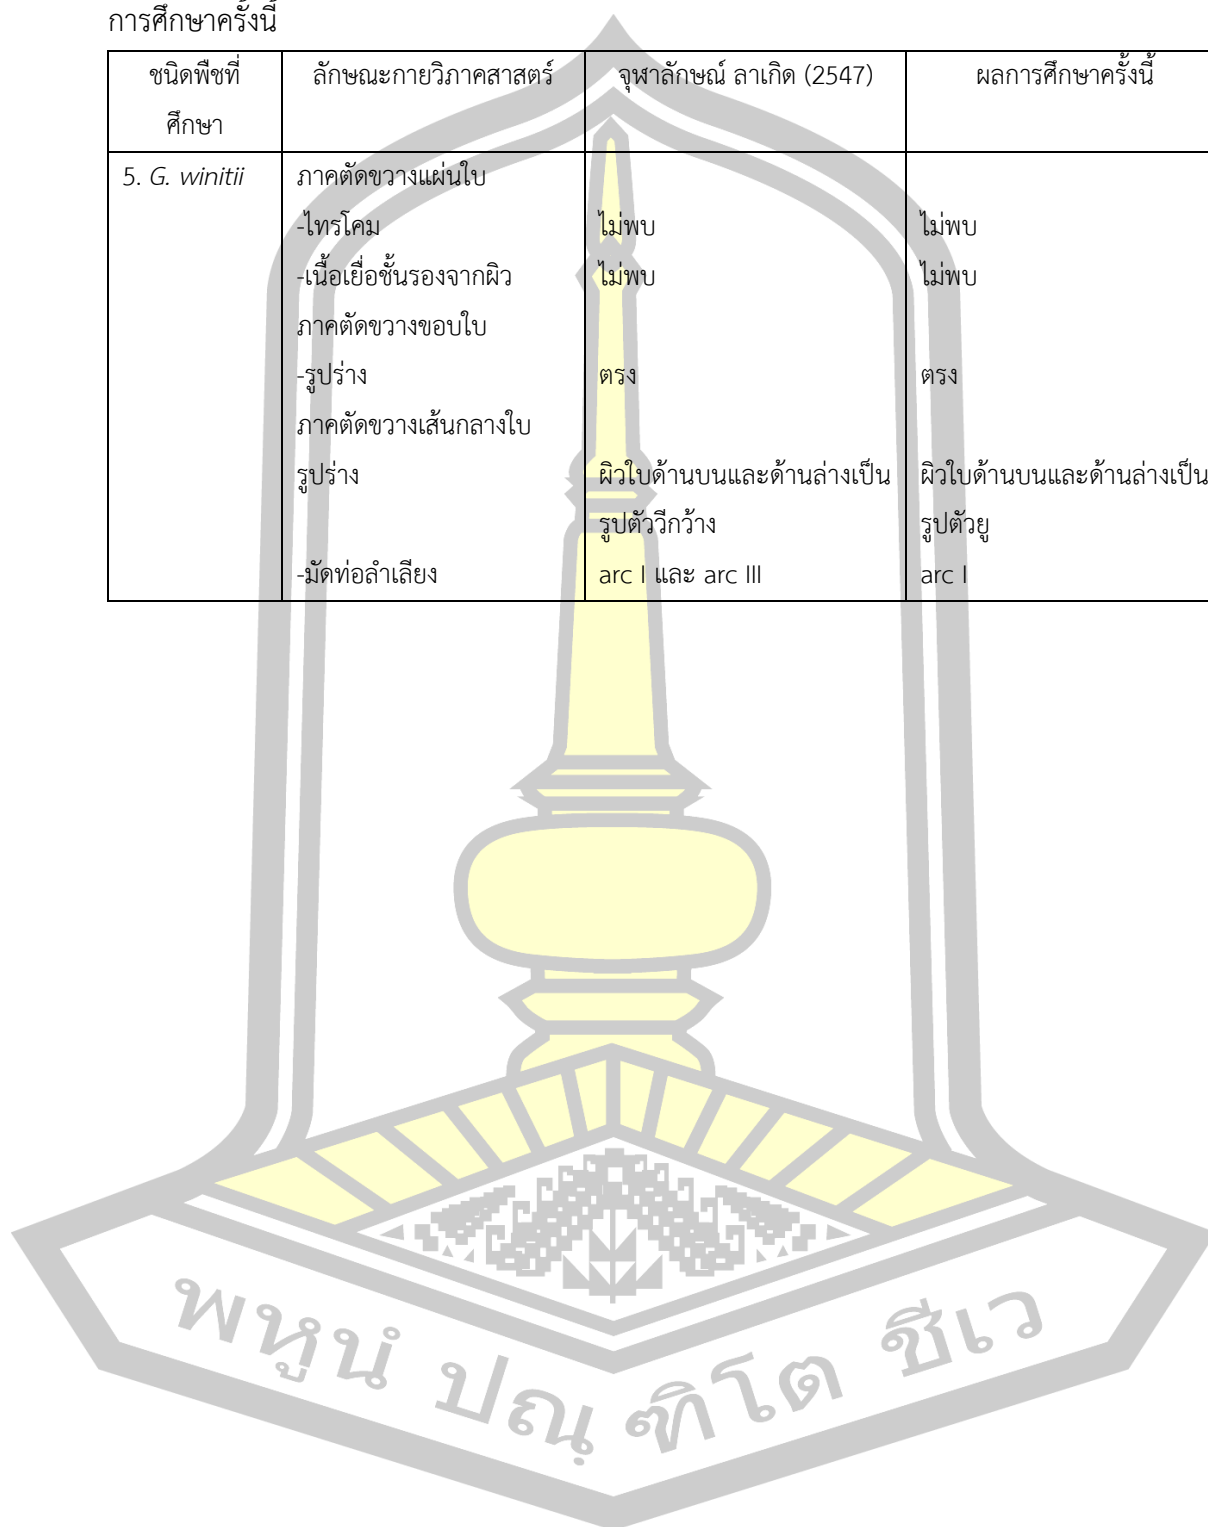 การศึกษาครั้งนี้
ชนิดพืชที่ศึกษา ลักษณะกายวิภาคศาสตร์ จุฬาลักษณ์ ลาเกิด (2547) ผลการศึกษาครั้งนี้
5. G. winitii ภาคตัดขวางแผ่นใบ
-ไทรโคม ไม่พบ ไม่พบ
-เนื้อเยื่อชั้นรองจากผิว ไม่พบ ไม่พบ
ภาคตัดขวางขอบใบ
-รูปร่าง ตรง ตรง
ภาคตัดขวางเส้นกลางใบ
รูปร่าง ผิวใบด้านบนและด้านล่างเป็น ผิวใบด้านบนและด้านล่างเป็น
รูปตัววีกว้าง รูปตัวยู
-มัดท่อลำเลียง arc I และ arc III arc I
พหูนํ ปณฺฑิโต ชีเว